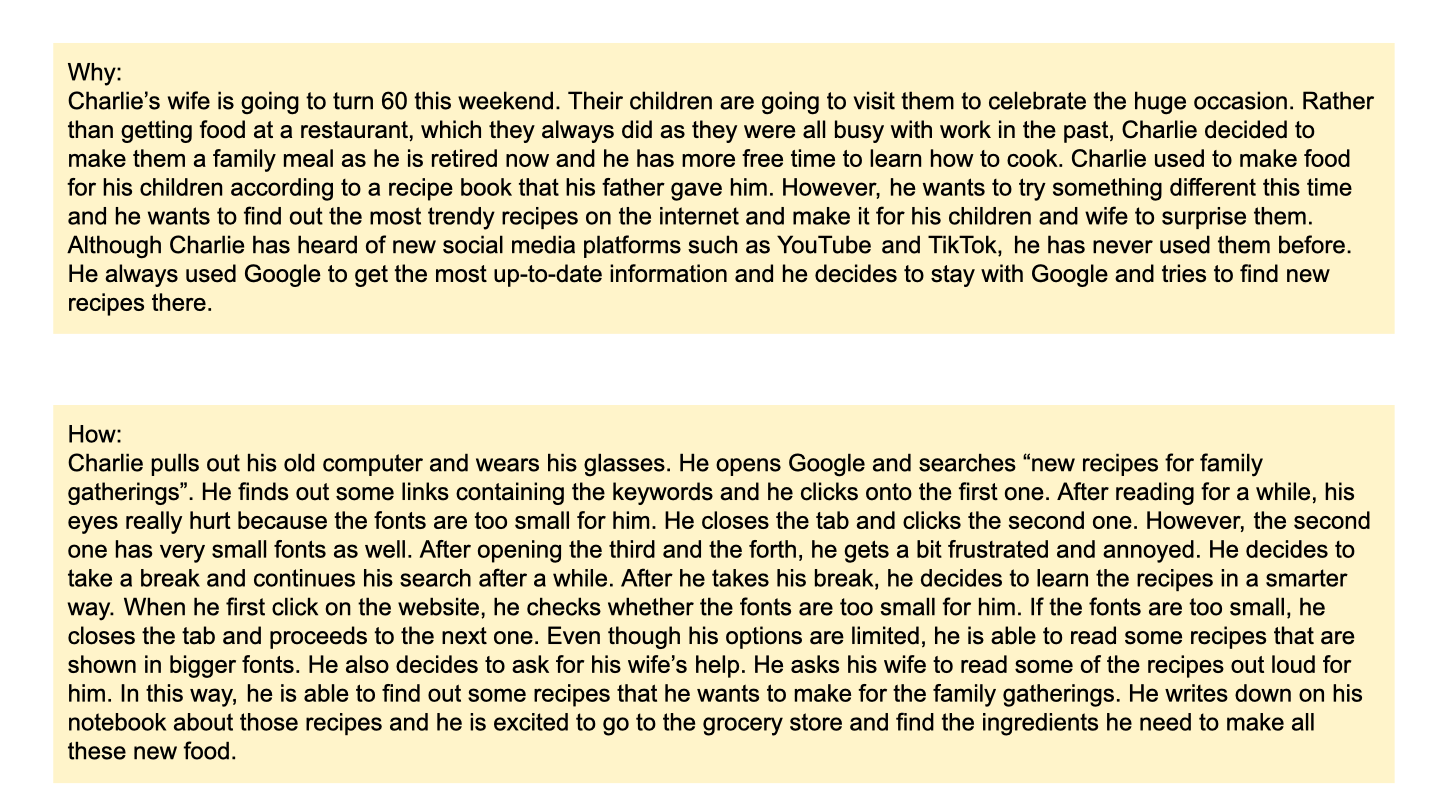 Why:
Charlie’s wife is going to turn 60 this weekend. Their children are going to visit them to celebrate the huge occasion. Rather
than getting food at a restaurant, which they always did as they were all busy with work in the past, Charlie decided to
make them a family meal as he is retired now and he has more free time to learn how to cook. Charlie used to make food
for his children according to a recipe book that his father gave him. However, he wants to try something different this time
and he wants to find out the most trendy recipes on the internet and make it for his children and wife to surprise them.
Although Charlie has heard of new social media platforms such as YouTube and TikTok, he has never used them before.
He always used Google to get the most up-to-date information and he decides to stay with Google and tries to find new
recipes there.
How:
Charlie pulls out his old computer and wears his glasses. He opens Google and searches “new recipes for family
gatherings”. He finds out some links containing the keywords and he clicks onto the first one. After reading for a while, his
eyes really hurt because the fonts are too small for him. He closes the tab and clicks the second one. However, the second
one has very small fonts as well. After opening the third and the forth, he gets a bit frustrated and annoyed. He decides to
take a break and continues his search after a while. After he takes his break, he decides to learn the recipes in a smarter
way. When he first click on the website, he checks whether the fonts are too small for him. If the fonts are too small, he
closes the tab and proceeds to the next one. Even though his options are limited, he is able to read some recipes that are
shown in bigger fonts. He also decides to ask for his wife’s help. He asks his wife to read some of the recipes out loud for
him. In this way, he is able to find out some recipes that he wants to make for the family gatherings. He writes down on his
notebook about those recipes and he is excited to go to the grocery store and find the ingredients he need to make all
these new food.